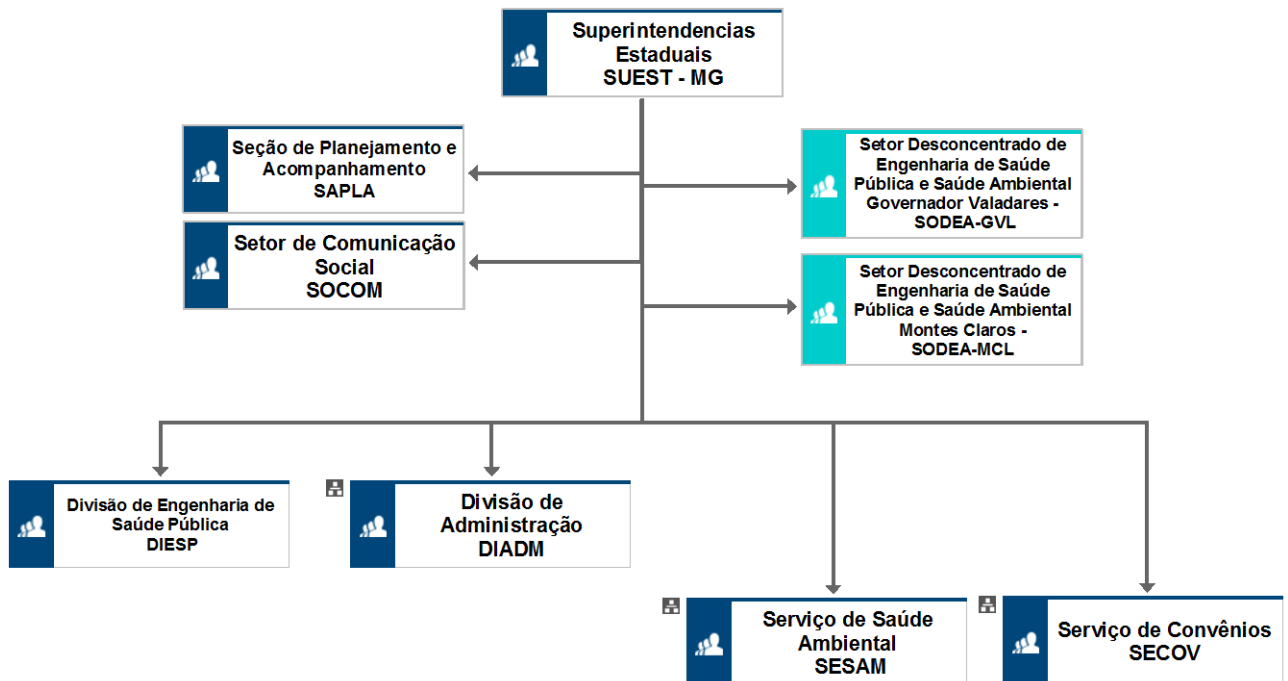 Superintendencias
Estaduais
SUEST - MG
Seção de Planejamento e
Acompanhamento
SAPLA
Setor de Comunicação
Social
SOCOM
Setor Desconcentrado de
Engenharia de Saúde
Pública e Saúde Ambiental
Governador Valadares -
SODEA-GVL
Setor Desconcentrado de
Engenharia de Saúde
Pública e Saúde Ambiental
Montes Claros -
SODEA-MCL
Divisão de Engenharia de
Saúde Pública
DIESP
Divisão de
Administração
DIADM
Serviço de Saúde
Ambiental
SESAM
Serviço de Convênios
SECOV